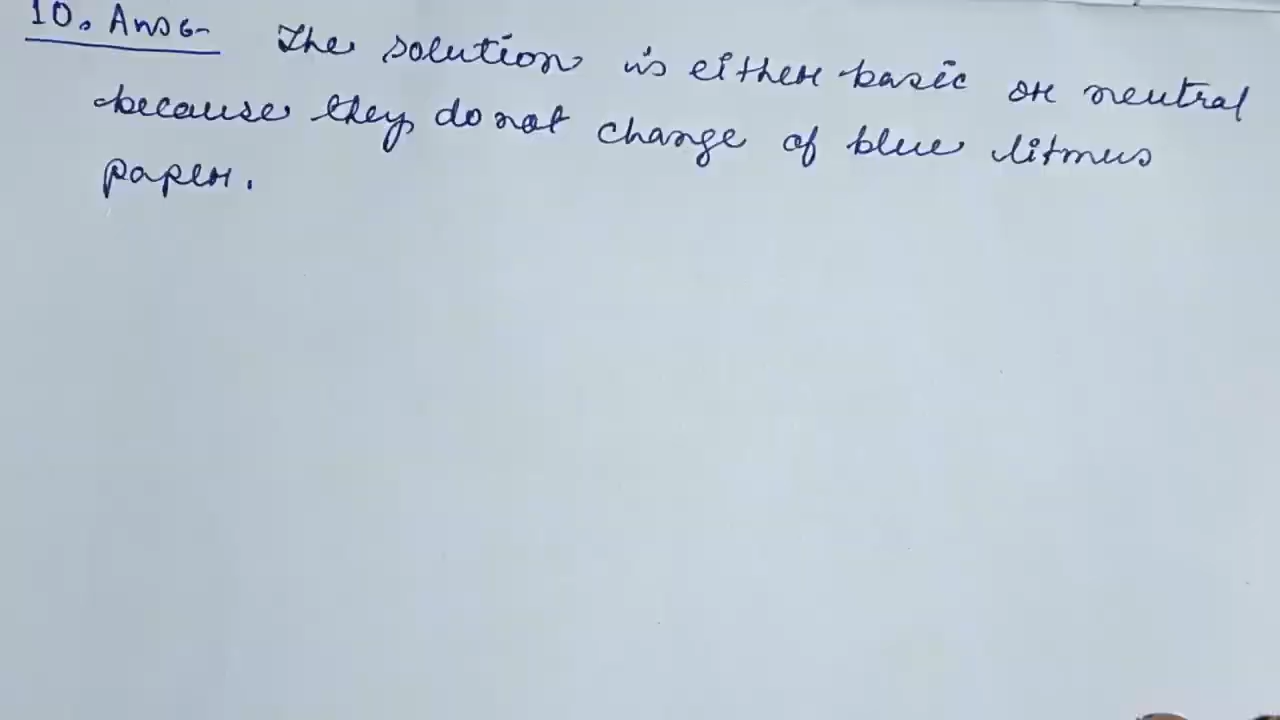 10. Ans:-  The solution is either basic or neutral
because they do not change of blue litmus
paper.